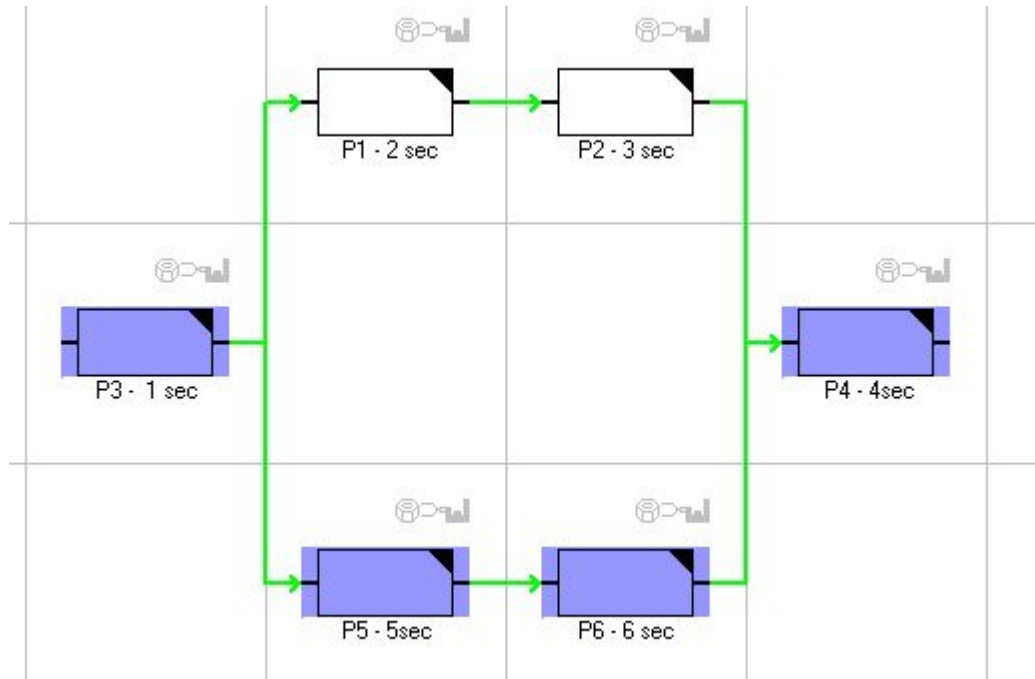 P1 - 2 sec
P2 - 3 sec
P3 - 1 sec
P4 - 4sec
P5 - 5sec
P6 - 6 sec